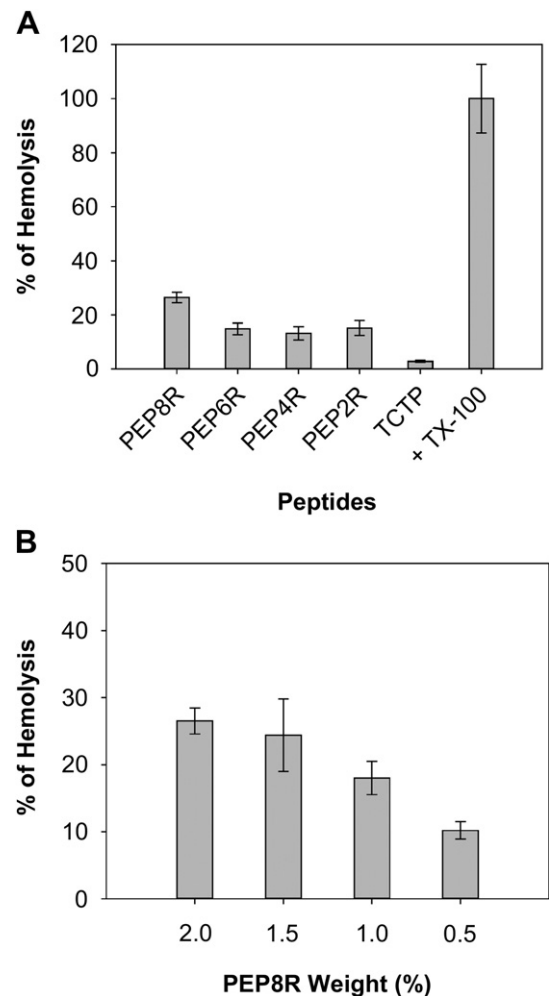 A
% of Hemolysis
120
100
80
60
40
20
0
PEP8R
PEP6R
PEP4R
PEP2R
TCTP
+ TX-100
Peptides
B
% of Hemolysis
50
40
30
20
10
0
2.0 1.5 1.0 0.5
PEP8R Weight (%)